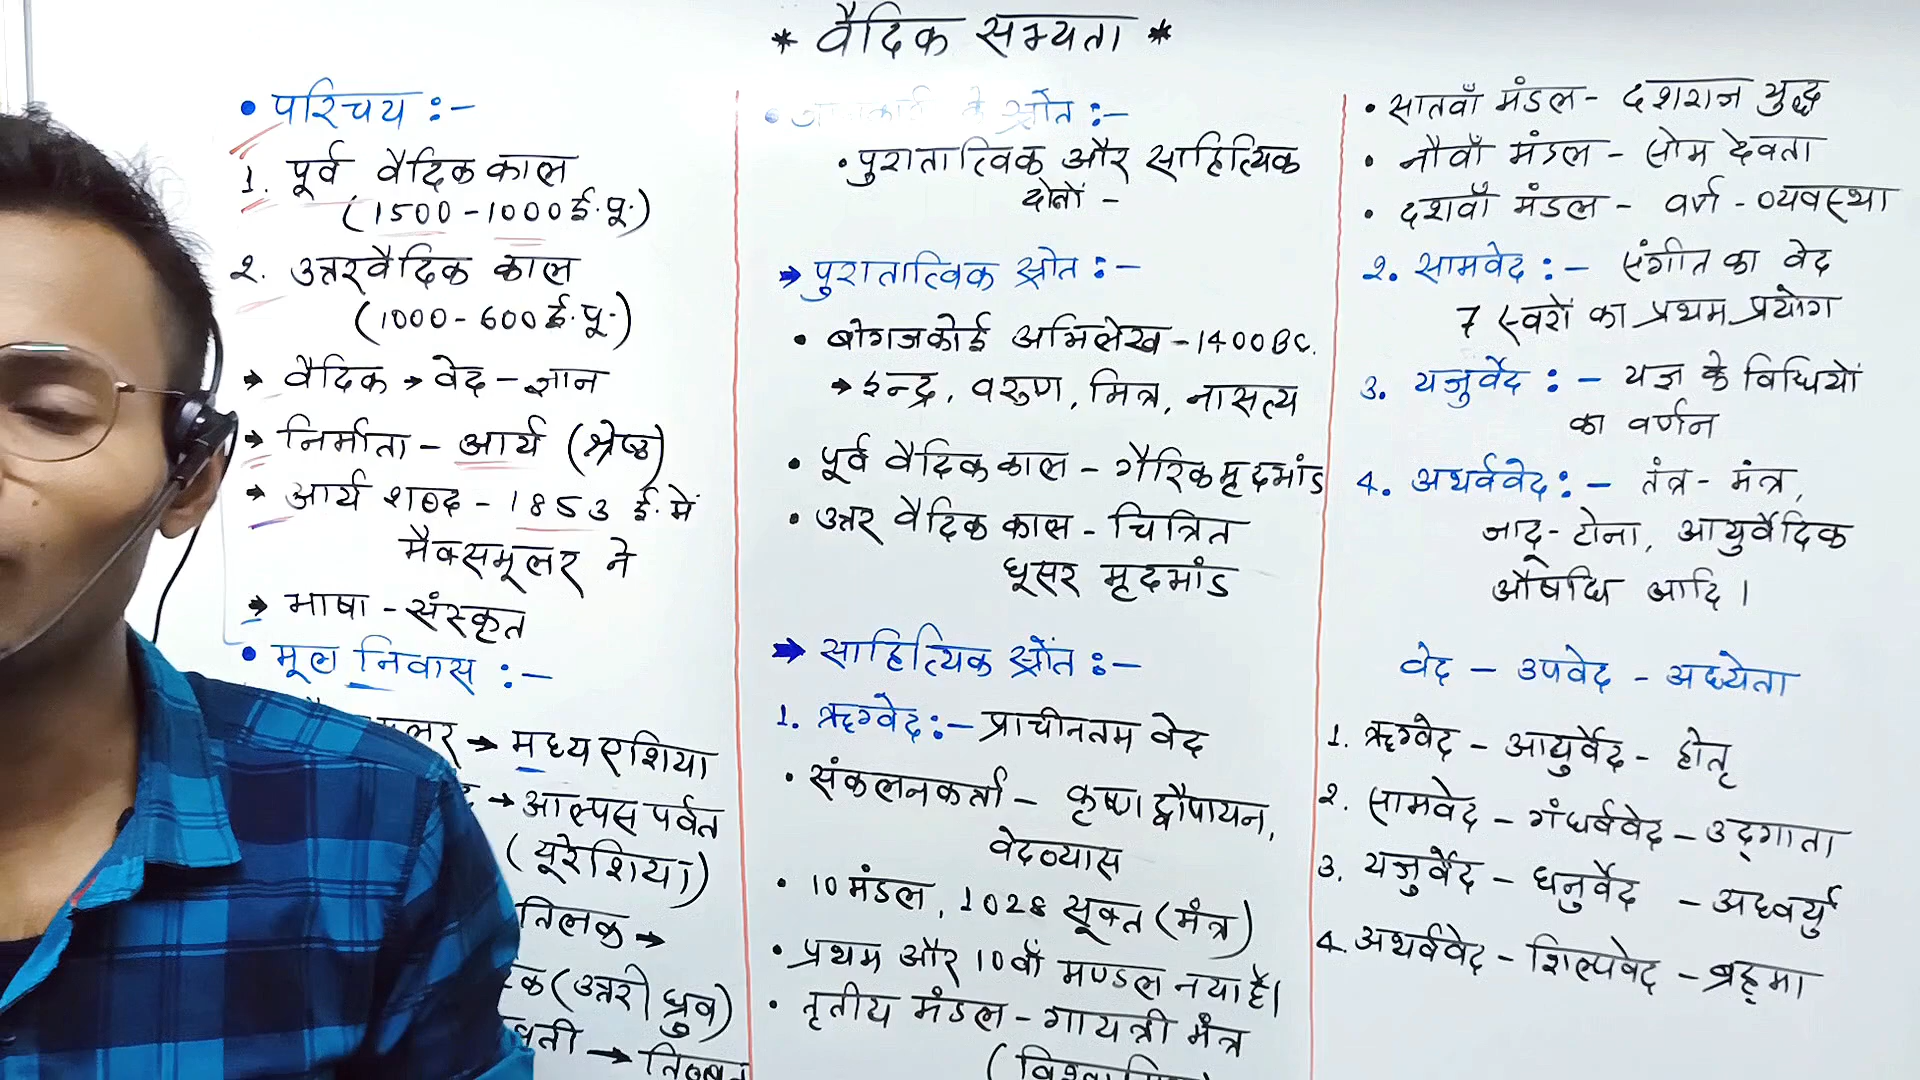 * वैदिक सभ्यता *
• परिचय :-
1. पूर्व वैदिक काल
(1500-1000 ई.पू.)
२. उत्तरवैदिक काल
(1000-600 ई.पू.)
→ वैदिक → वेद - ज्ञान
→ निर्माता - आर्य (श्रेष्ठ)
→ आर्य शब्द - 1853 ई. में
मैक्समूलर ने
→ भाषा - संस्कृत
• मूल निवास :-
→ मध्य एशिया
→ आल्पस पर्वत
(यूरेशिया)
तिलक →
(उत्तरी ध्रुव)
→ तिब्बत
के स्रोत :-
• पुरातात्विक और साहित्यिक
दोनों -
→ पुरातात्विक स्रोत :-
• बोगजकोई अभिलेख - 1400 BC.
→ इन्द्र, वरुण, मित्र, नासत्य
• पूर्व वैदिक काल - गैरिक मृदभांड
• उत्तर वैदिक काल - चित्रित
धूसर मृदभांड
→ साहित्यिक स्रोत :-
1. ऋग्वेद :- प्राचीनतम वेद
• संकलनकर्ता - कृष्ण द्वौपायन,
वेदव्यास
• 10 मंडल, 1028 सूक्त (मंत्र)
• प्रथम और 10वाँ मण्डल नया है।
• तृतीय मंडल - गायत्री मंत्र
• सातवाँ मंडल - दशराज युद्ध
• नौवाँ मंडल - सोम देवता
• दशवाँ मंडल - वर्ण - व्यवस्था
२. सामवेद :- संगीत का वेद
7 स्वरों का प्रथम प्रयोग
3. यजुर्वेद :- यज्ञ के विधियों
का वर्णन
4. अथर्ववेद :- तंत्र - मंत्र,
जादू - टोना, आयुर्वैदिक
औषधि आदि।
वेद - उपवेद - अध्येता
1. ऋग्वेद - आयुर्वेद - होतृ
२. सामवेद - गंधर्ववेद - उद्गाता
3. यजुर्वेद - धनुर्वेद - अध्वर्यु
4. अथर्ववेद - शिल्पवेद - ब्रह्मा